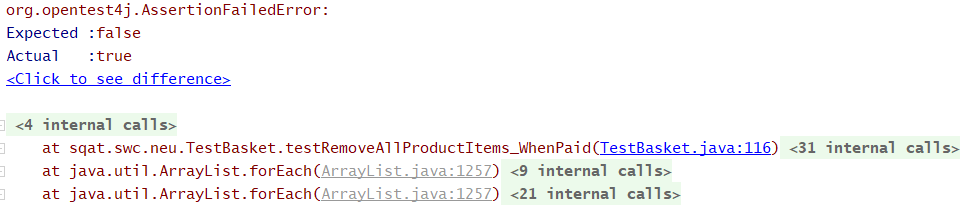 org.opentest4j.AssertionFailedError:
Expected :false
Actual   :true
<Click to see difference>
<4 internal calls>
at sqat.swc.neu.TestBasket.testRemoveAllProductItems_WhenPaid(TestBasket.java:116) <31 internal calls>
at java.util.ArrayList.forEach(ArrayList.java:1257) <9 internal calls>
at java.util.ArrayList.forEach(ArrayList.java:1257) <21 internal calls>